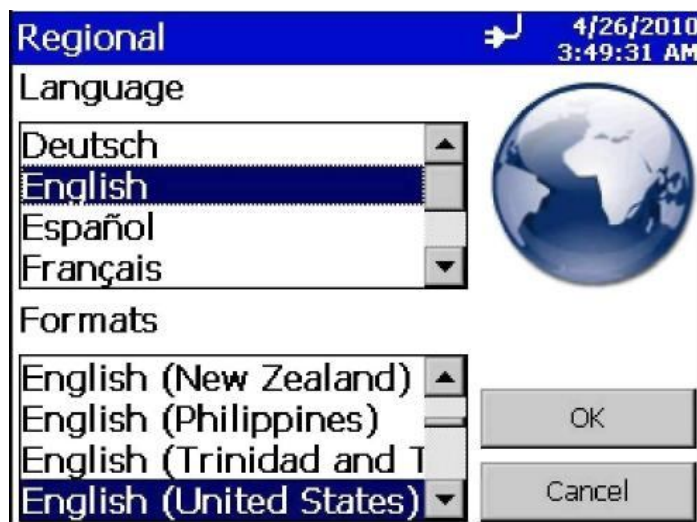 Regional
4/26/2010
3:49:31 AM
Language
Deutsch
English
Español
Français
Formats
English (New Zealand)
English (Philippines)
English (Trinidad and T
English (United States)
OK
Cancel